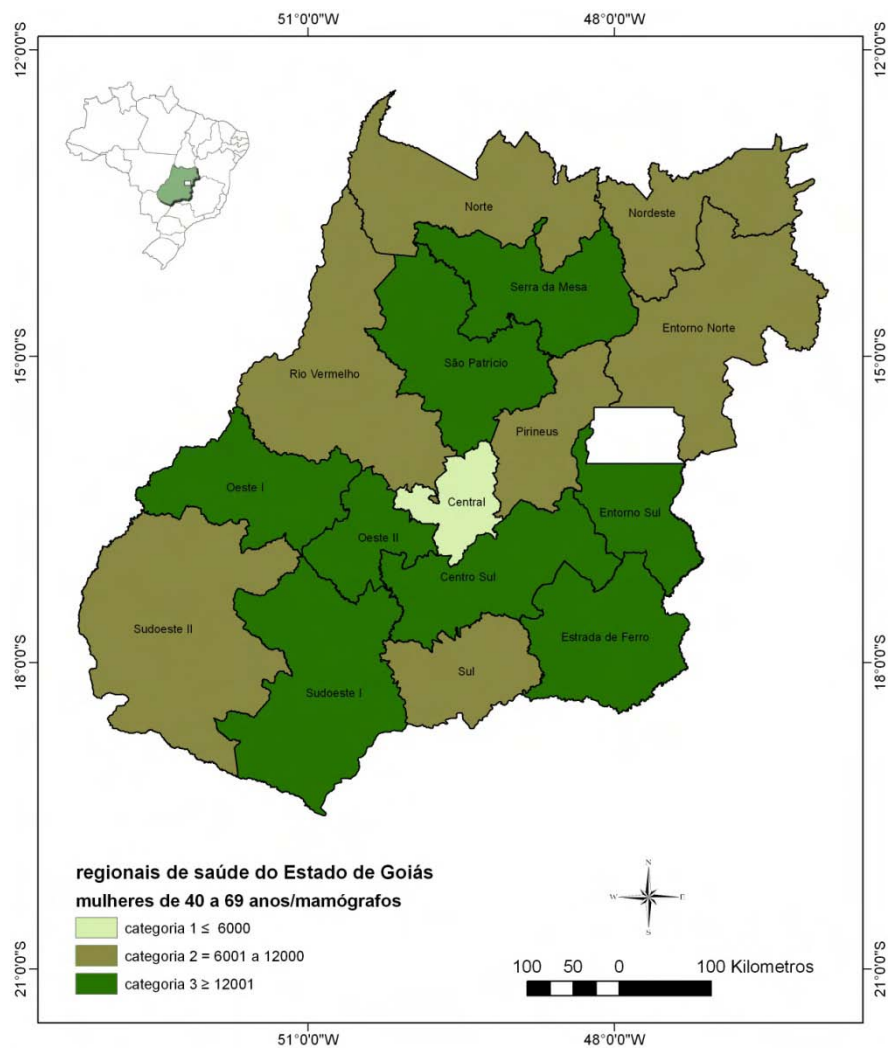 51°0'0"W
48°0'0"W
12°0'0"S
12°0'0"S
Norte
Nordeste
Serra da Mesa
Entorno Norte
15°0'0"S
15°0'0"S
São Patrício
Rio Vermelho
Pirineus
Oeste I
Central
Entorno Sul
Oeste II
Centro Sul
Sudoeste II
Estrada de Ferro
18°0'0"S
18°0'0"S
Sul
Sudoeste I
regionais de saúde do Estado de Goiás
mulheres de 40 a 69 anos/mamógrafos
categoria 1 ≤ 6000
categoria 2 = 6001 a 12000
categoria 3 ≥ 12001
N
W
E
S
100 50 0 100 Kilometros
21°0'0"S
21°0'0"S
51°0'0"W
48°0'0"W